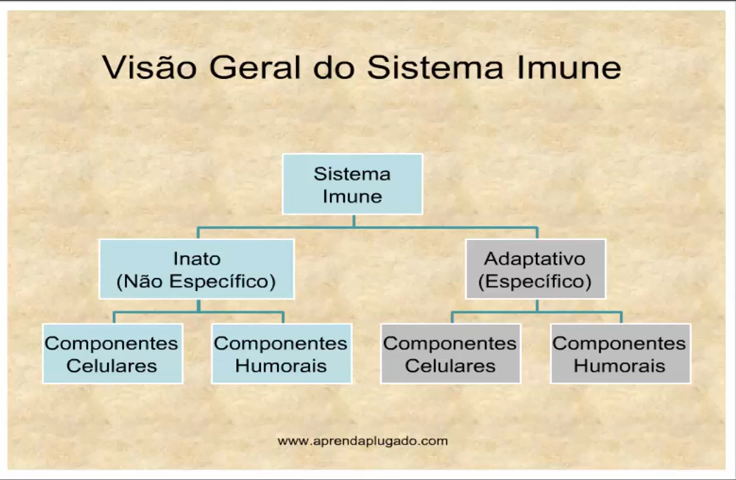 Visão Geral do Sistema Imune
Sistema
Imune
Inato
(Não Específico)
Adaptativo
(Específico)
Componentes
Celulares
Componentes
Humorais
Componentes
Celulares
Componentes
Humorais
www.aprendaplugado.com